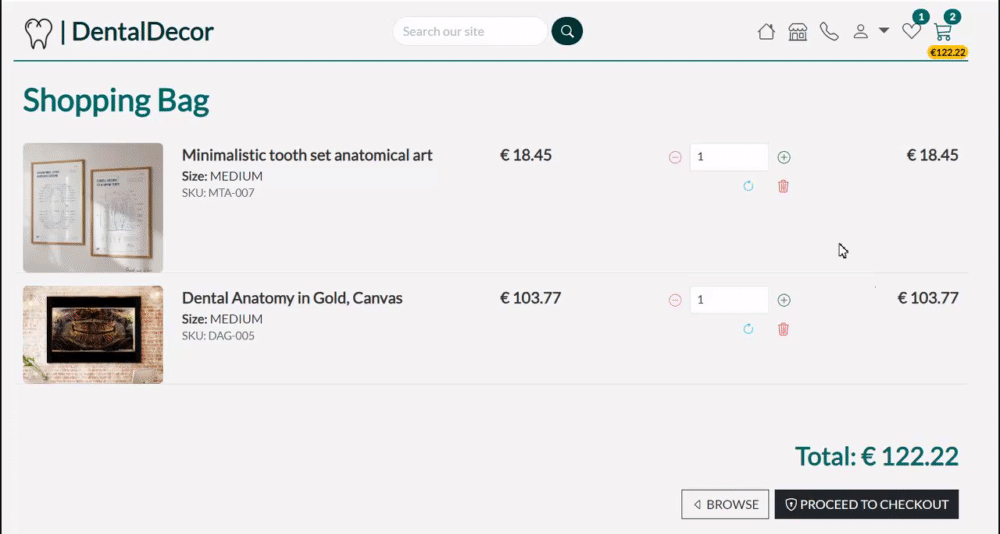 | DentalDecor
Search our site
1
2
€122.22
Shopping Bag
Minimalistic tooth set anatomical art
€ 18.45
1
€ 18.45
Size: MEDIUM
SKU: MTA-007
Dental Anatomy in Gold, Canvas
€ 103.77
1
€ 103.77
Size: MEDIUM
SKU: DAG-005
Total: € 122.22
BROWSE
PROCEED TO CHECKOUT